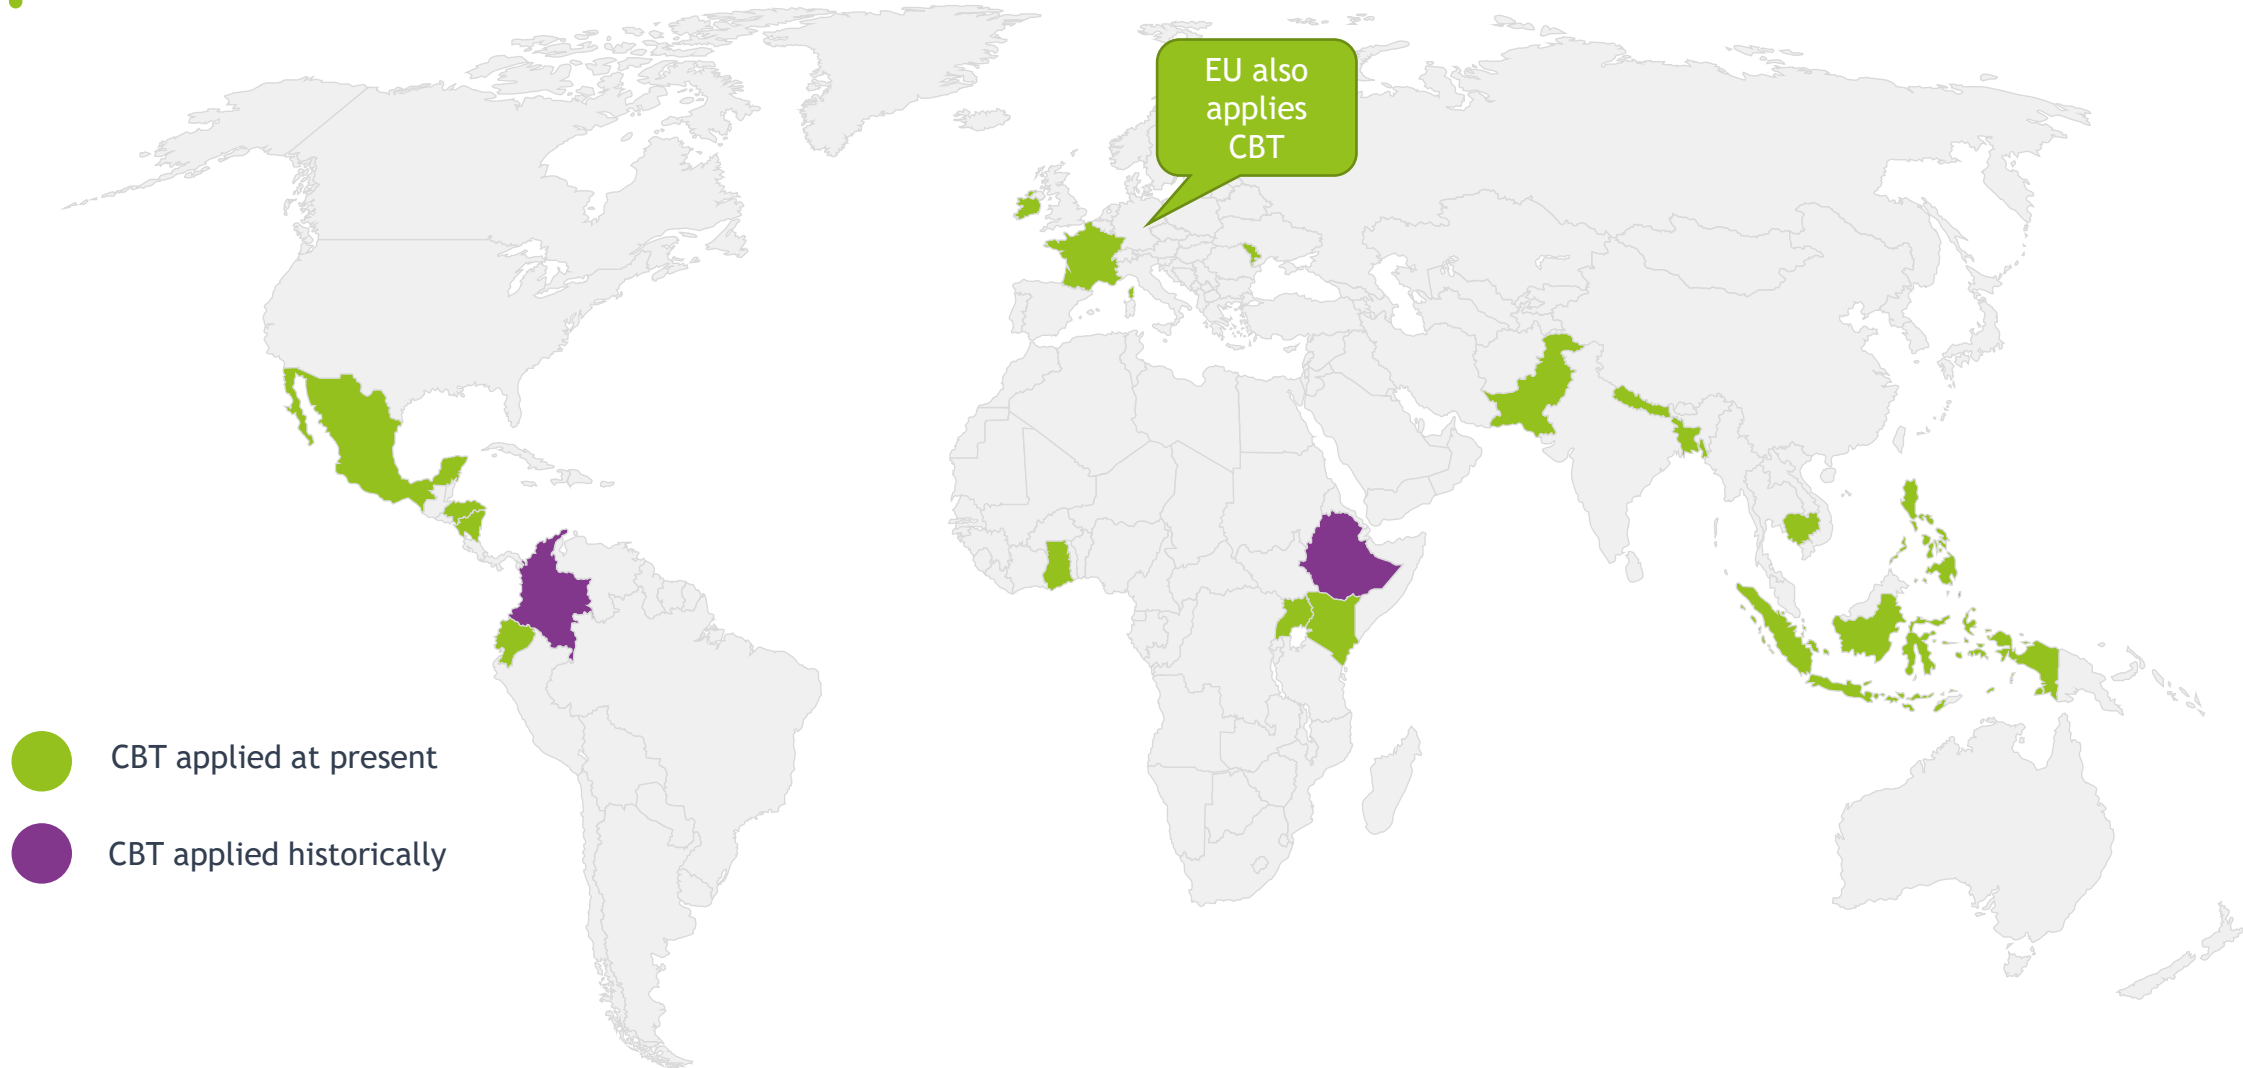 EU also
applies
CBT
CBT applied at present
CBT applied historically